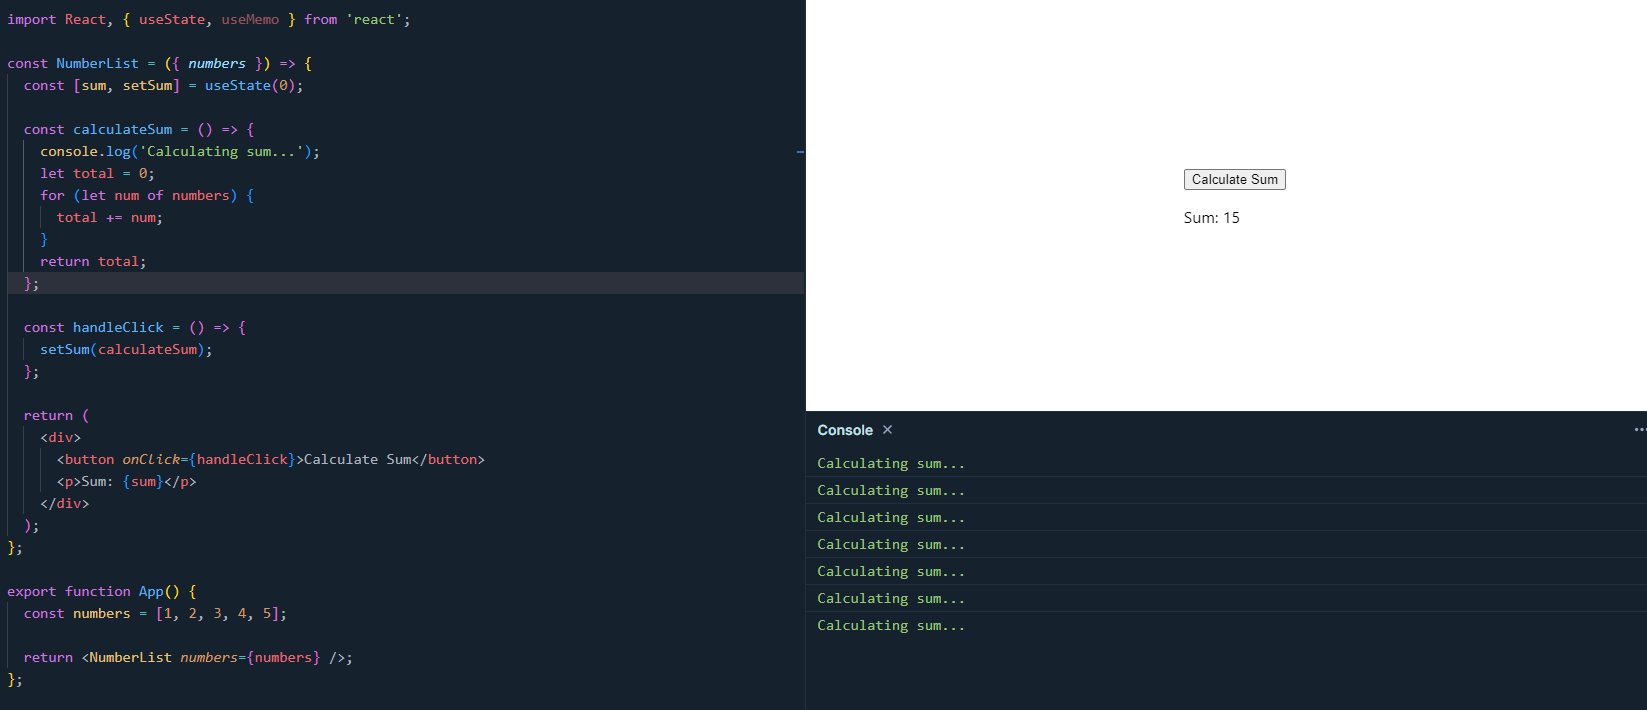 import React, { useState, useMemo } from 'react';
const NumberList = ({ numbers }) => {
const [sum, setSum] = useState(0);
const calculateSum = () => {
console.log('Calculating sum...');
let total = 0;
for (let num of numbers) {
total += num;
}
return total;
};
const handleClick = () => {
setSum(calculateSum);
};
return (
<div>
<button onClick={handleClick}>Calculate Sum</button>
<p>Sum: {sum}</p>
</div>
);
};
export function App() {
const numbers = [1, 2, 3, 4, 5];
return <NumberList numbers={numbers} />;
};
Calculate Sum
Sum: 15
Console
Calculating sum...
Calculating sum...
Calculating sum...
Calculating sum...
Calculating sum...
Calculating sum...
Calculating sum...